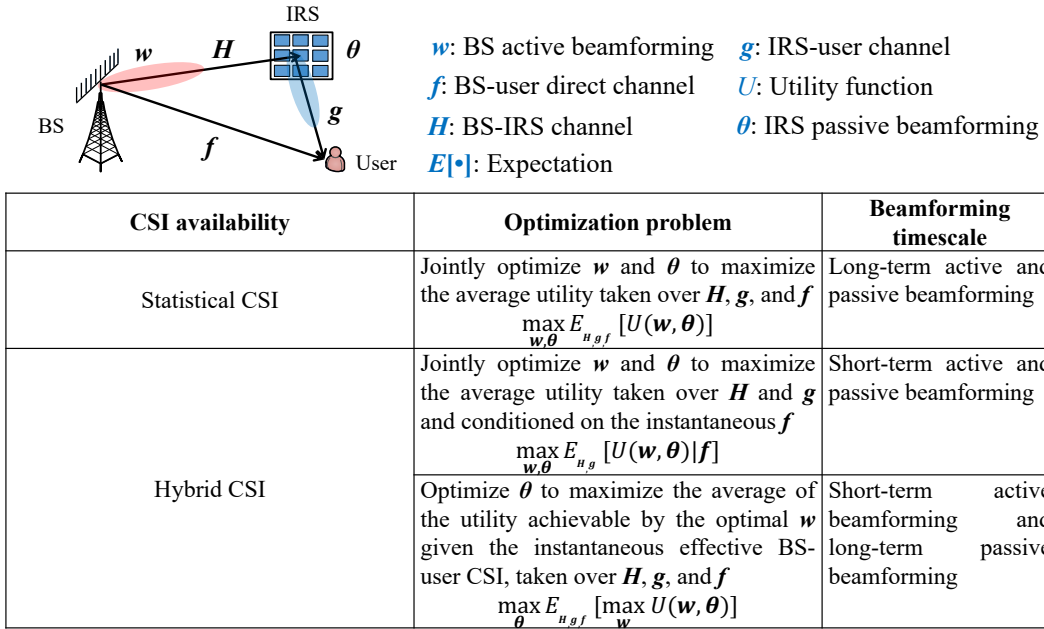 IRS
w
H
θ
BS
g
f
User
w: BS active beamforming
g: IRS-user channel
f: BS-user direct channel
U: Utility function
H: BS-IRS channel
θ: IRS passive beamforming
E[•]: Expectation
CSI availability
Optimization problem
Beamforming
timescale
Statistical CSI
Jointly optimize w and θ to maximize
the average utility taken over H, g, and f
max E [U(w, θ)]
w,θ H,g,f
Long-term active and
passive beamforming
Hybrid CSI
Jointly optimize w and θ to maximize
the average utility taken over H and g
and conditioned on the instantaneous f
max E [U(w, θ)|f]
w,θ H,g
Short-term active and
passive beamforming
Optimize θ to maximize the average of
the utility achievable by the optimal w
given the instantaneous effective BS-
user CSI, taken over H, g, and f
max E [max U(w, θ)]
θ H,g,f w
Short-term active
beamforming and
long-term passive
beamforming